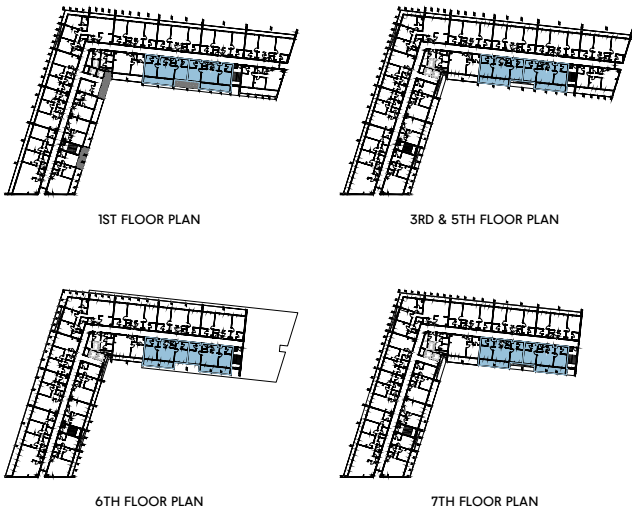 1ST FLOOR PLAN
3RD & 5TH FLOOR PLAN
6TH FLOOR PLAN
7TH FLOOR PLAN